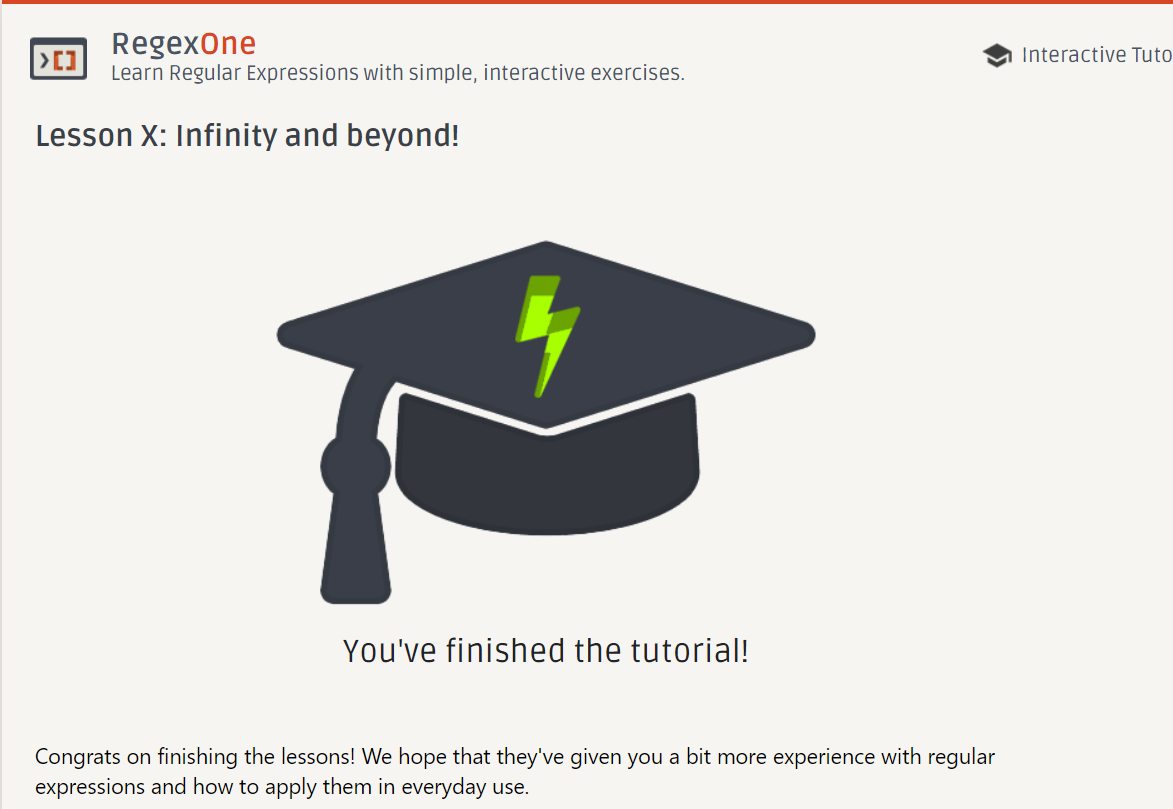 RegexOne
Learn Regular Expressions with simple, interactive exercises.
Interactive Tuto
Lesson X: Infinity and beyond!
You've finished the tutorial!
Congrats on finishing the lessons! We hope that they've given you a bit more experience with regular
expressions and how to apply them in everyday use.